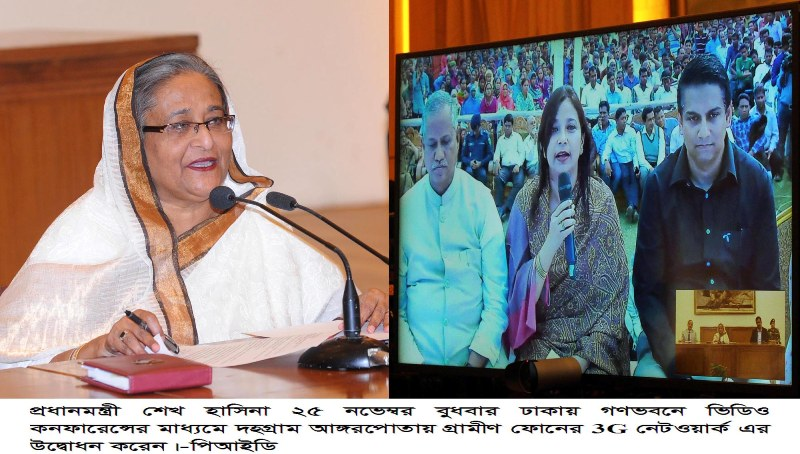 প্রধানমন্ত্রী শেখ হাসিনা ২৫ নভেম্বর বুধবার ঢাকায় গণভবনে ভিডিও
কনফারেন্সের মাধ্যমে দহগ্রাম আঙ্গরপোতায় গ্রামীণ ফোনের 3G নেটওয়ার্ক এর
উদ্বোধন করেন ।-পিআইডি